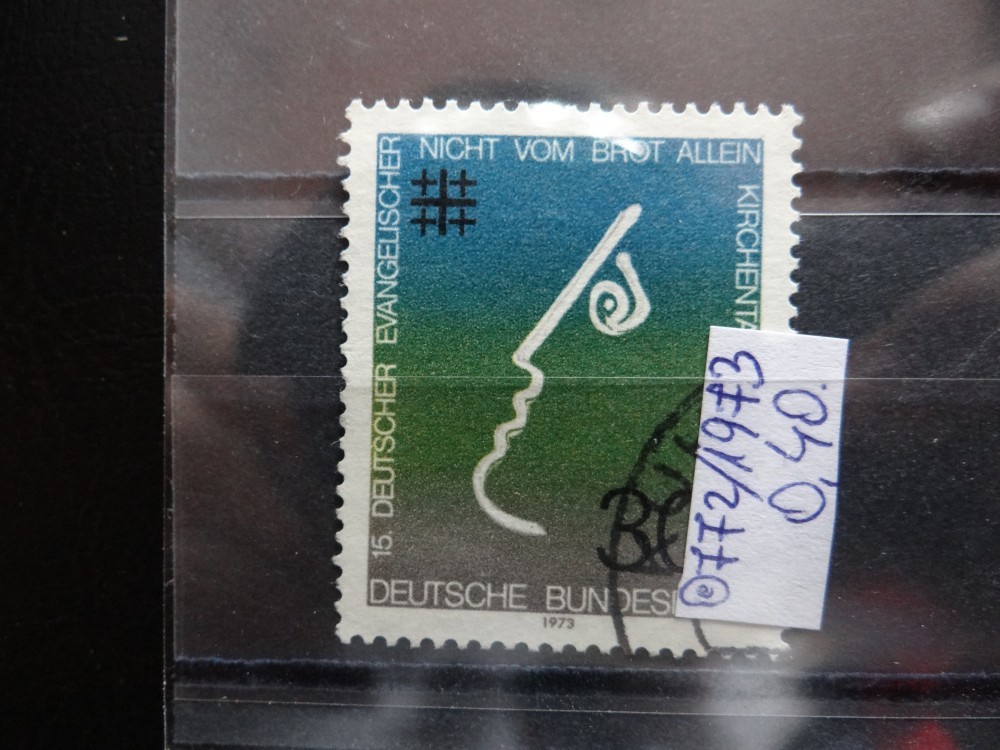 NICHT VOM BROT ALLEIN
15. DEUTSCHER EVANGELISCHER
KIRCHENTA
DEUTSCHE BUNDES
1973
772/1973
0,40